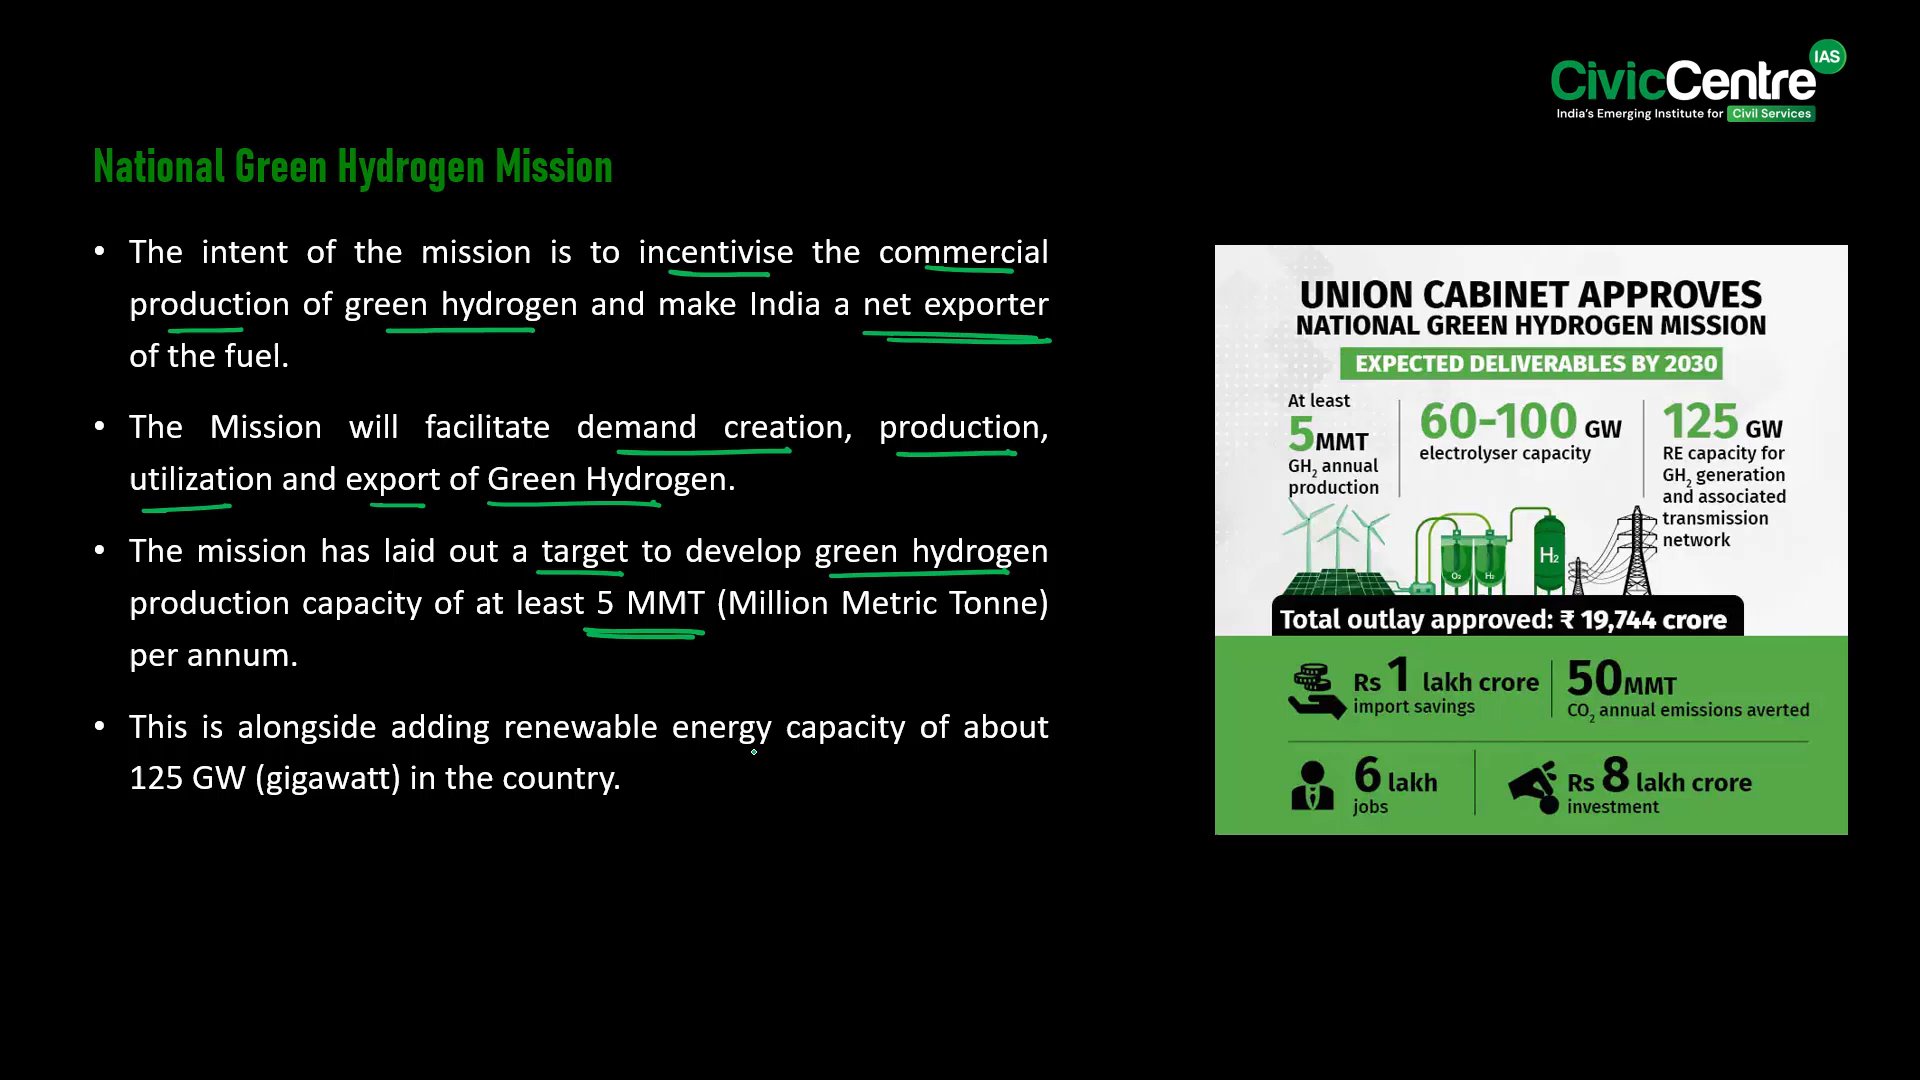 IAS
CivicCentre
India's Emerging Institute for Civil Services
National Green Hydrogen Mission
• The intent of the mission is to incentivise the commercial
production of green hydrogen and make India a net exporter
of the fuel.
• The Mission will facilitate demand creation, production,
utilization and export of Green Hydrogen.
• The mission has laid out a target to develop green hydrogen
production capacity of at least 5 MMT (Million Metric Tonne)
per annum.
• This is alongside adding renewable energy capacity of about
125 GW (gigawatt) in the country.
UNION CABINET APPROVES
NATIONAL GREEN HYDROGEN MISSION
EXPECTED DELIVERABLES BY 2030
At least
5 MMT
GH₂ annual
production
60-100 GW
electrolyser capacity
125 GW
RE capacity for
GH₂ generation
and associated
transmission
network
O₂
H₂
H₂
Total outlay approved: ₹ 19,744 crore
Rs 1 lakh crore
import savings
50 MMT
CO₂ annual emissions averted
6 lakh
jobs
Rs 8 lakh crore
investment